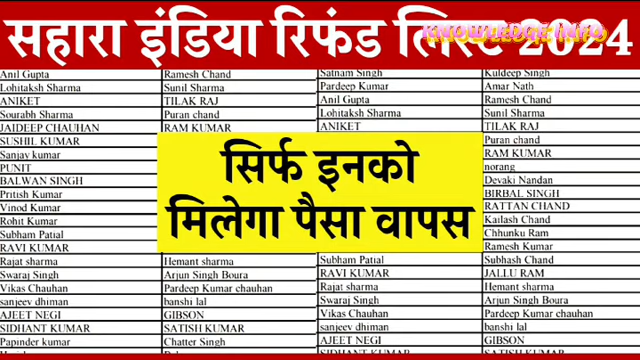 सहारा इंडिया रिफंड लिस्ट 2024
KNOWLEDGE INFO
Anil Gupta Ramesh Chand Satnam Singh Kuldeep Singh
Lohitaksh Sharma Sunil Sharma Pardeep Kumar Amar Nath
ANIKET TILAK RAJ Anil Gupta Ramesh Chand
Sourabh Sharma Puran chand Lohitaksh Sharma Sunil Sharma
JAIDEEP CHAUHAN RAM KUMAR ANIKET TILAK RAJ
SUSHIL KUMAR Puran chand
Sanjay kumar RAM KUMAR
PUNIT norang
BALWAN SINGH Devaki Nandan
Pritish Kumar BIRBAL SINGH
Vinod Kumar RATTAN CHAND
Rohit Kumar Kailash Chand
Subham Patial Chhunku Ram
RAVI KUMAR Ramesh Kumar
सिर्फ इनको
मिलेगा पैसा वापस
Rajat sharma Hemant sharma Subham Patial Subhash Chand
Swaraj Singh Arjun Singh Boura RAVI KUMAR JALLU RAM
Vikas Chauhan Pardeep Kumar chauhan Rajat sharma Hemant sharma
sanjeev dhiman banshi lal Swaraj Singh Arjun Singh Boura
AJEET NEGI GIBSON Vikas Chauhan Pardeep Kumar chauhan
SIDHANT KUMAR SATISH KUMAR sanjeev dhiman banshi lal
Papinder kumar Chatter Singh AJEET NEGI GIBSON
SIDHANT KUMAR SATISH KUMAR